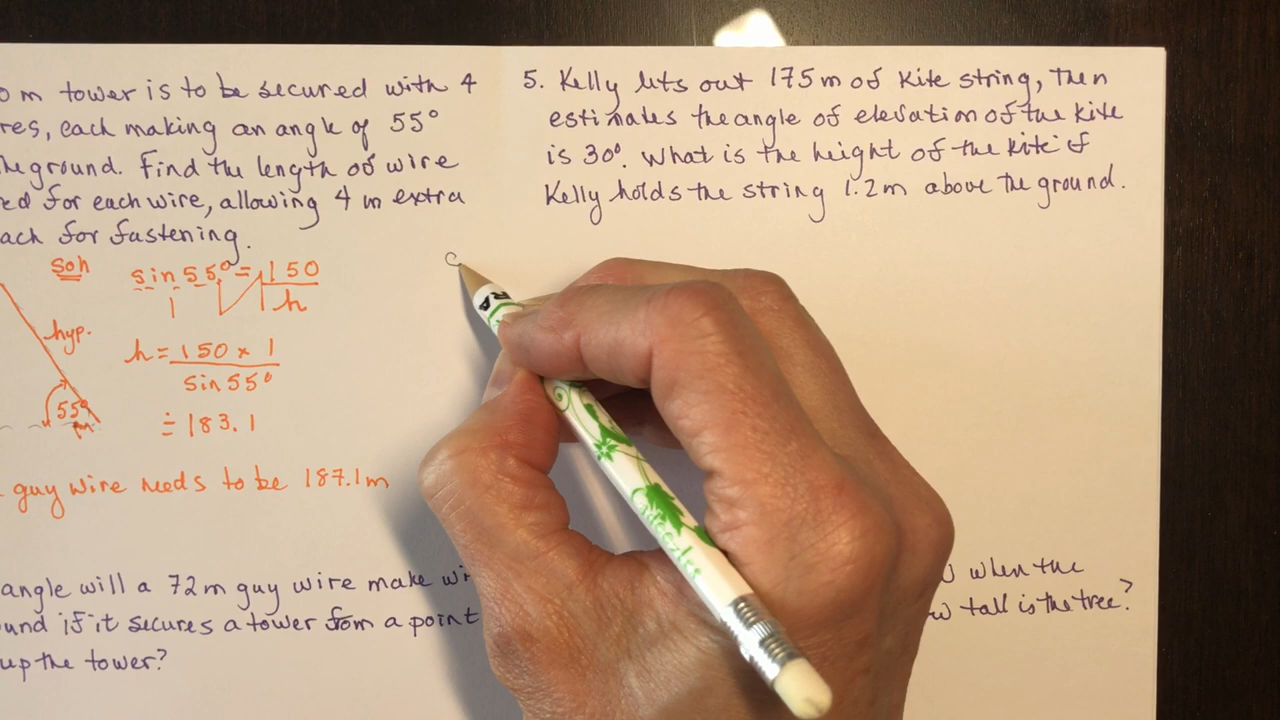 m tower is to be secured with 4
res, each making an angle of 55°
he ground. Find the length of wire
ed for each wire, allowing 4 m extra
ach for fastening.
Soh
sin 55° = 150
1
h
hyp.
h = 150 × 1
sin 55°
55°
≐ 183.1
guy wire needs to be 187.1m
angle will a 72 m guy wire make wi
und if it secures a tower from a point
up the tower?
5. Kelly lets out 175 m of kite string, then
estimates the angle of elevation of the kite
is 30°. What is the height of the kite if
Kelly holds the string 1.2 m above the ground.
when the
w tall is the tree?